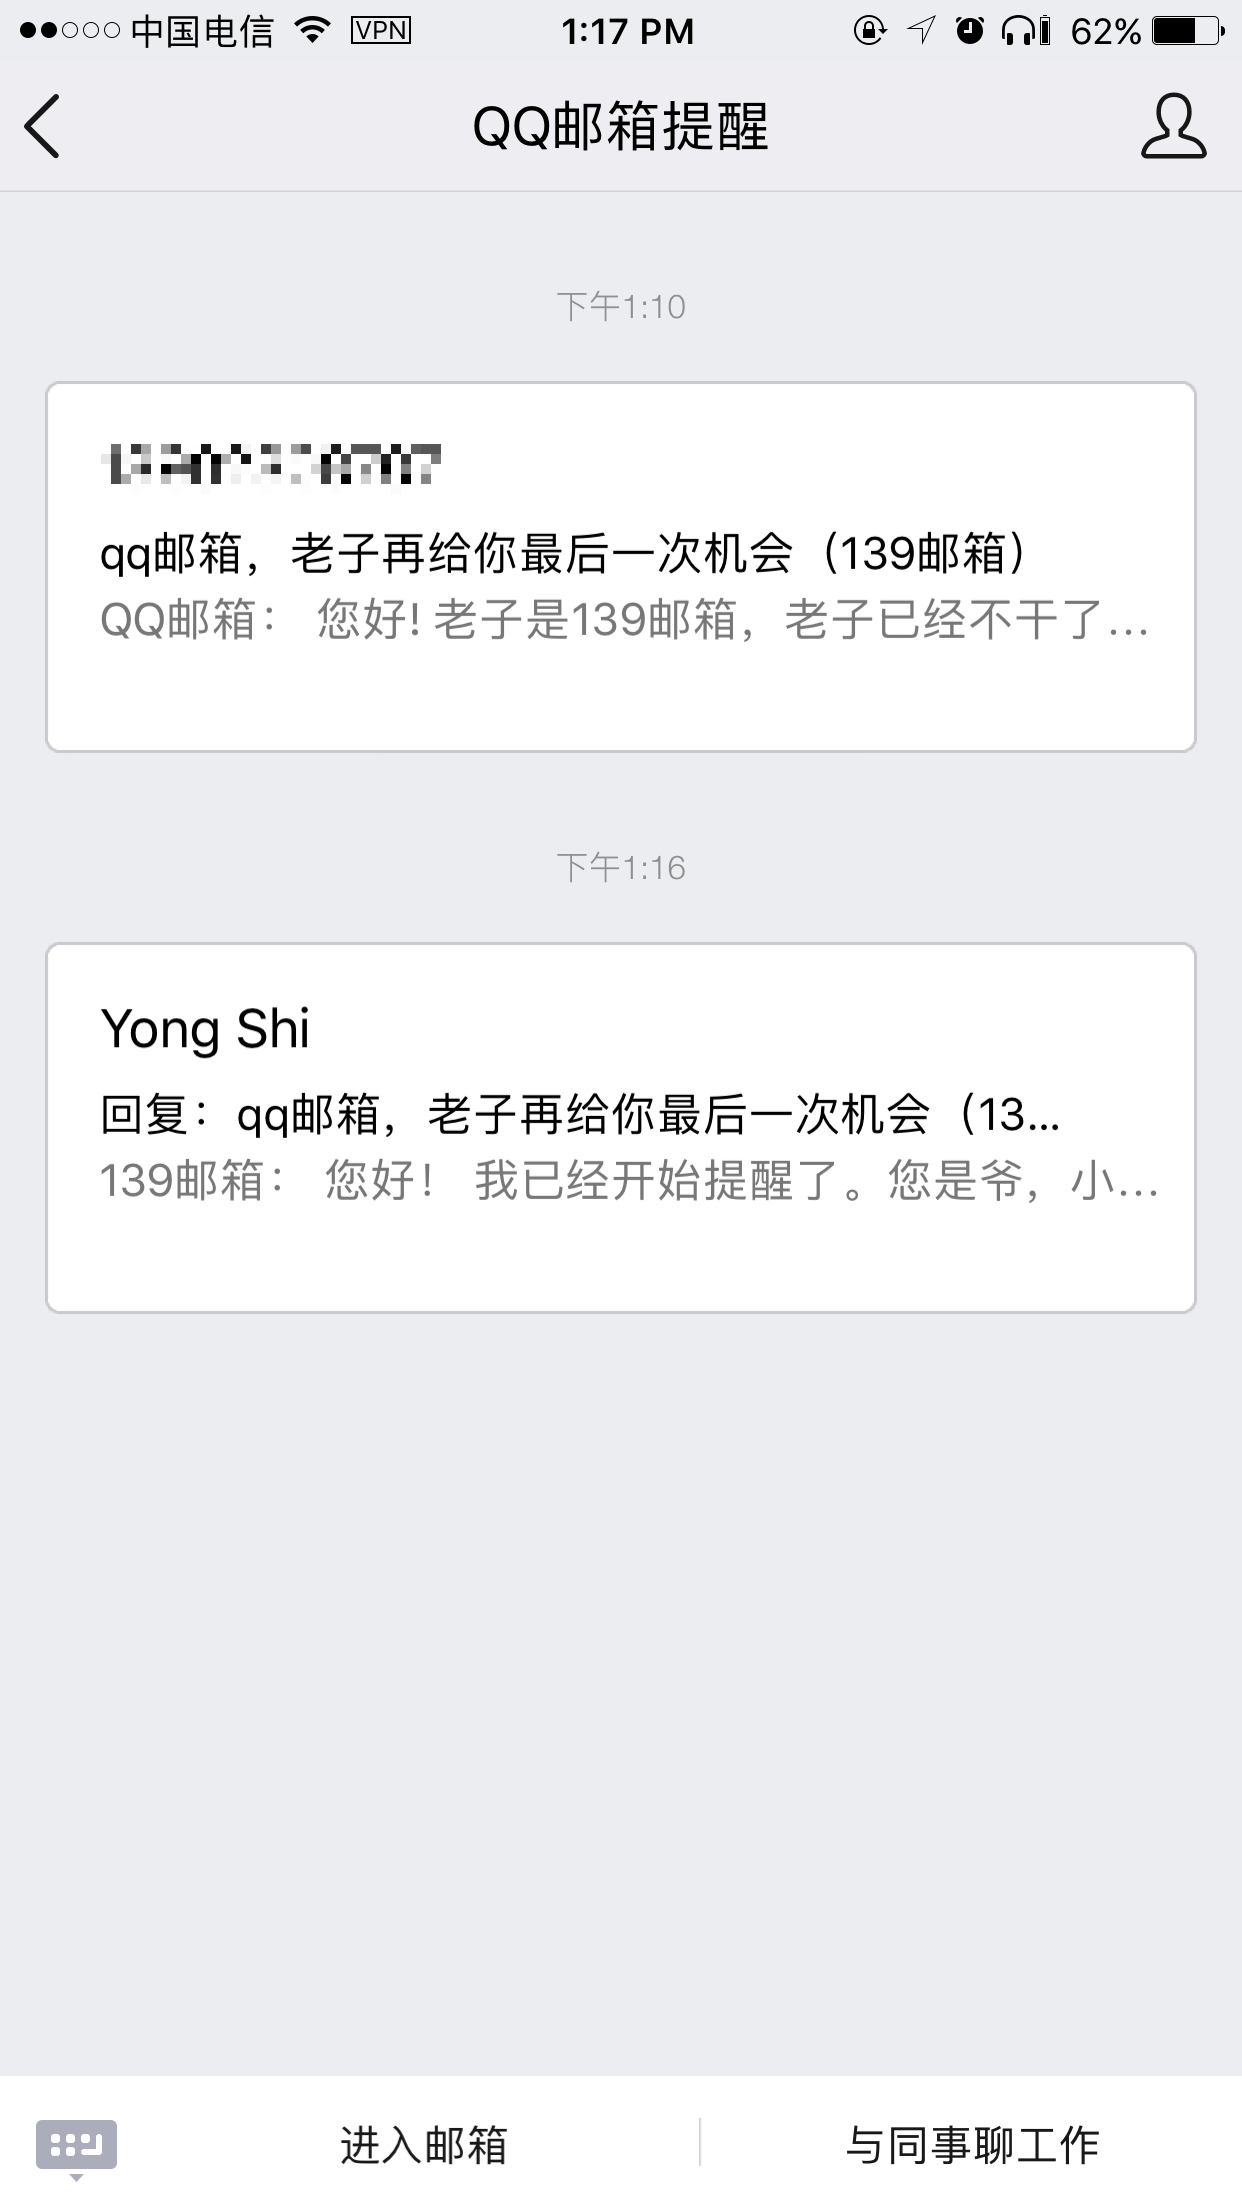 中国电信 VPN 1:17 PM 62%
QQ邮箱提醒
下午1:10
qq邮箱，老子再给你最后一次机会（139邮箱）
QQ邮箱： 您好! 老子是139邮箱，老子已经不干了...
下午1:16
Yong Shi
回复：qq邮箱，老子再给你最后一次机会（13...
139邮箱： 您好！ 我已经开始提醒了。您是爷，小...
进入邮箱 与同事聊工作